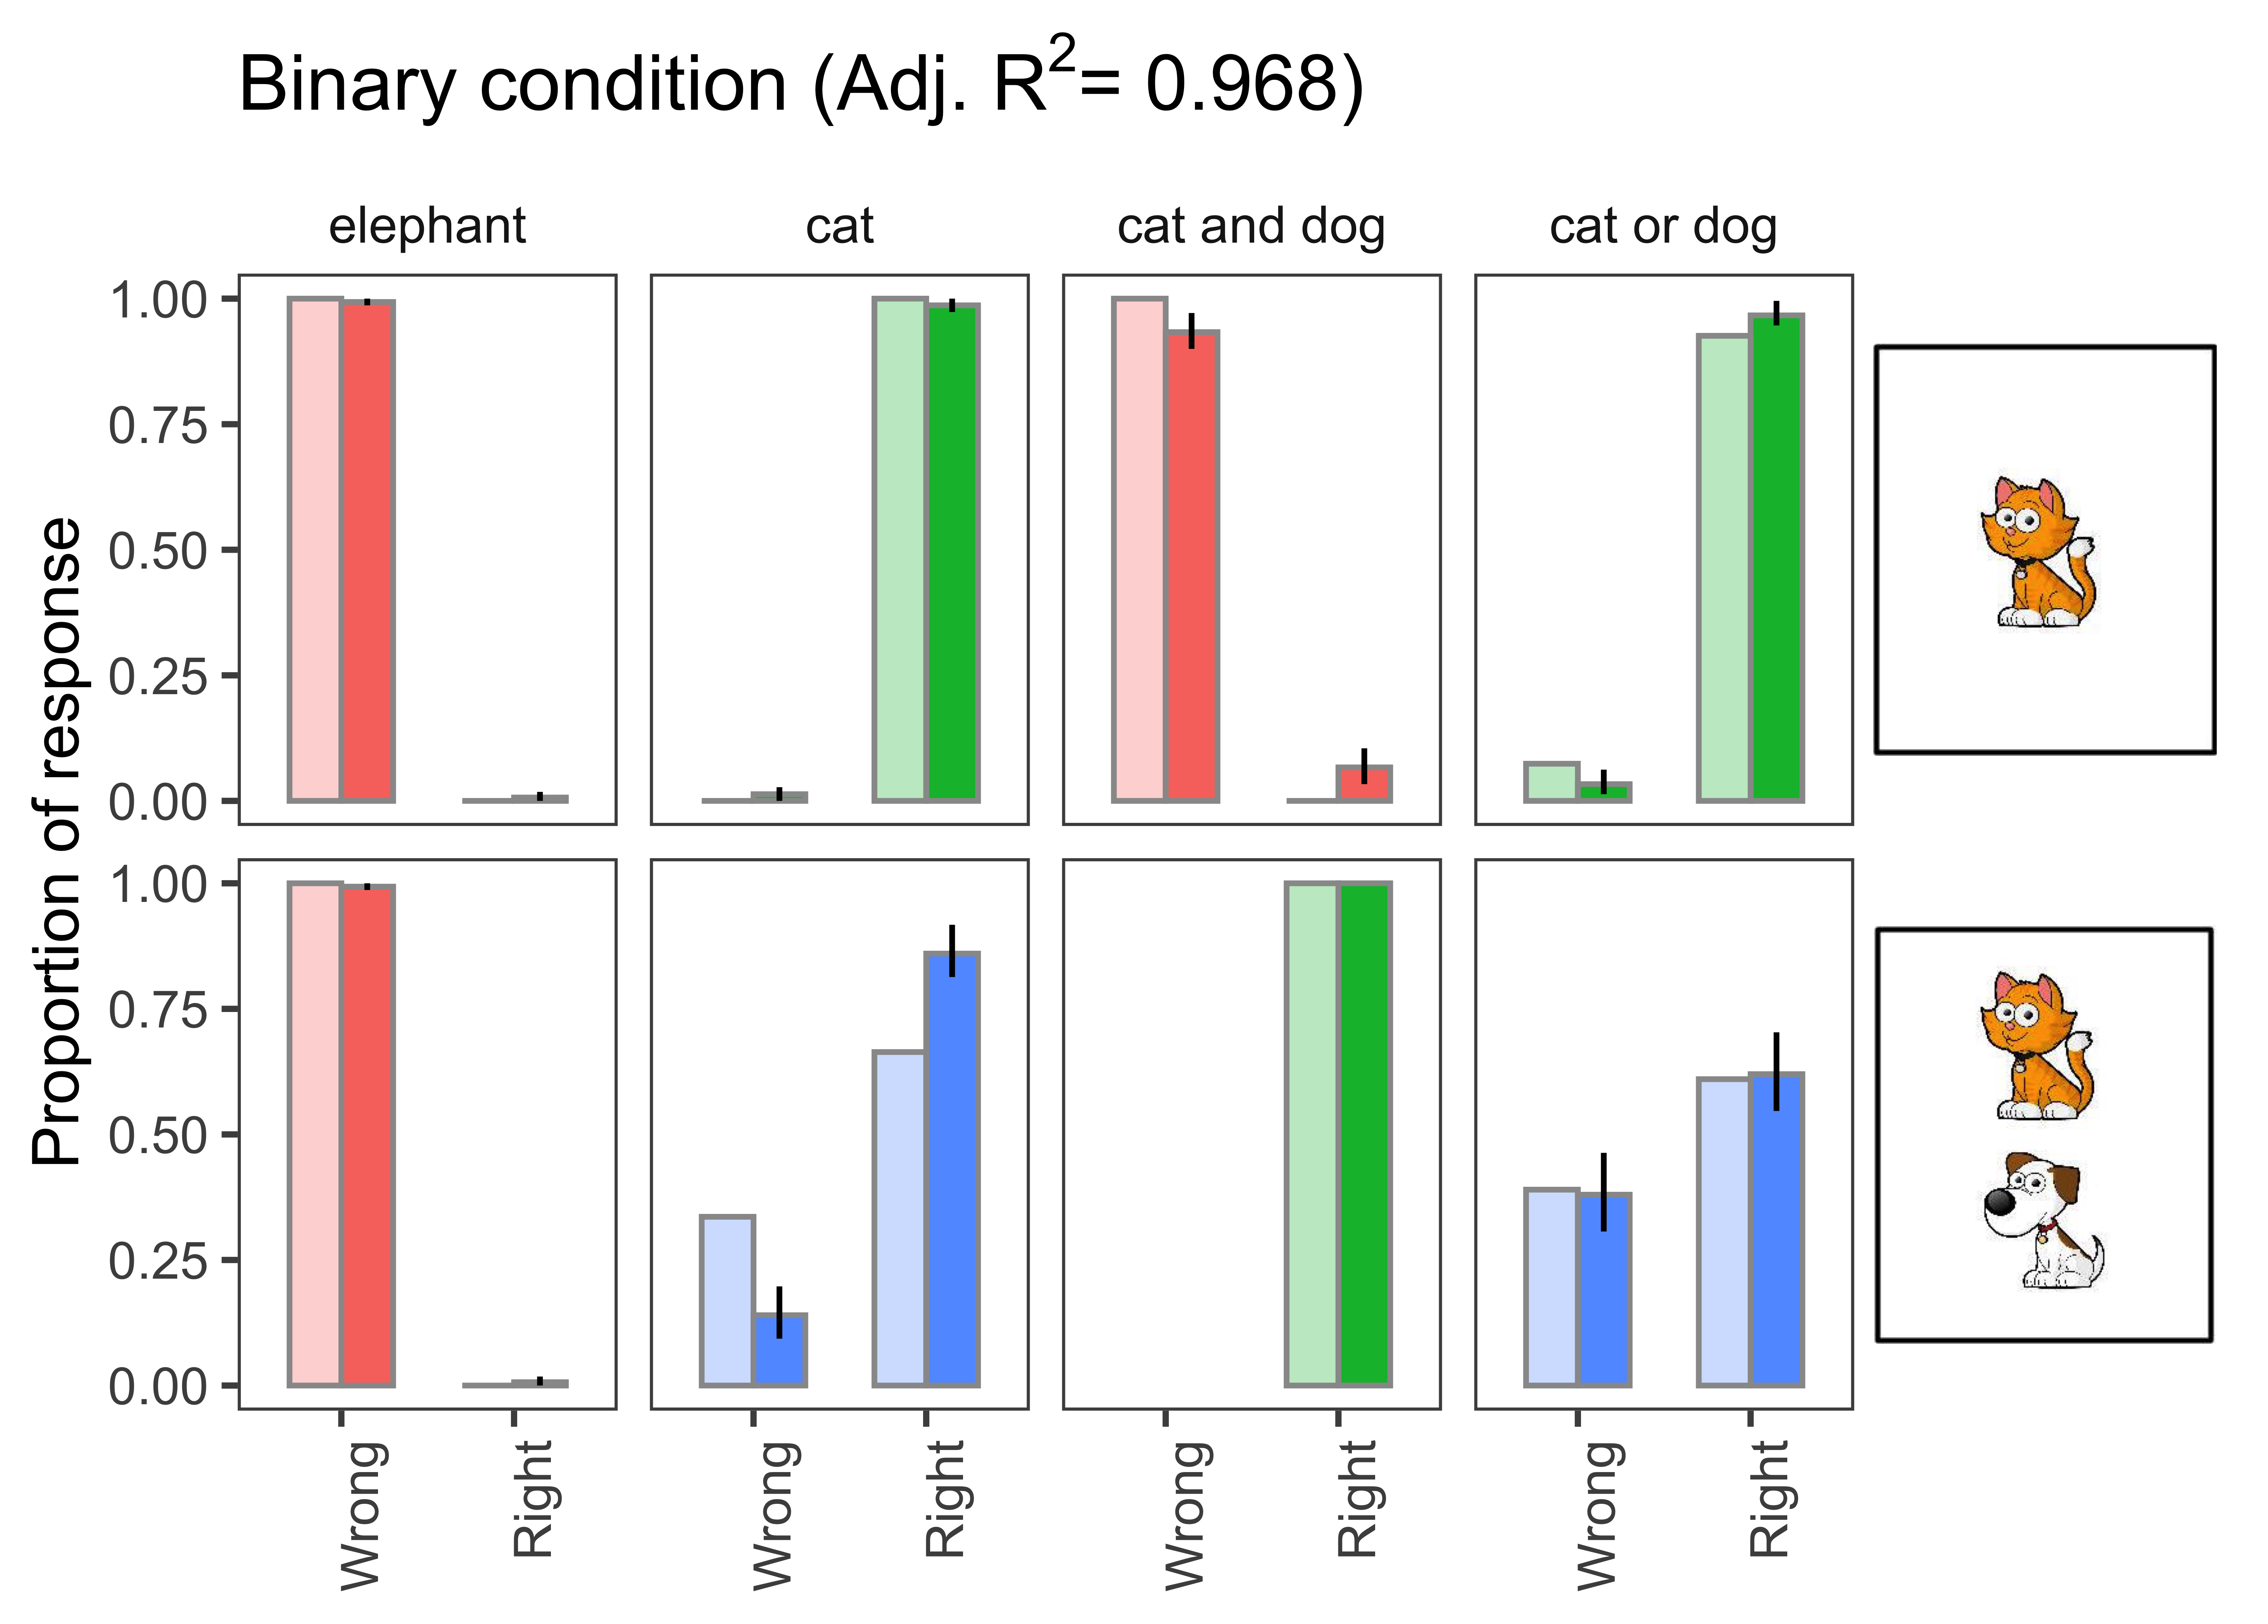 Binary condition (Adj. R²= 0.968)
elephant cat cat and dog cat or dog
Proportion of response
1.00
0.75
0.50
0.25
0.00
1.00
0.75
0.50
0.25
0.00
Wrong Right Wrong Right Wrong Right Wrong Right